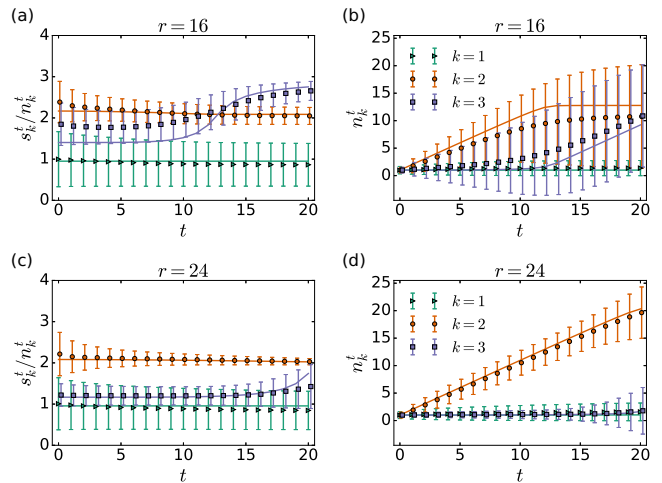 (a)
r = 16
s_k^t/n_k^t
4
3
2
1
0
0 5 10 15 20
t
(b)
r = 16
n_k^t
25
20
15
10
5
0
k = 1
k = 2
k = 3
0 5 10 15 20
t
(c)
r = 24
s_k^t/n_k^t
4
3
2
1
0
0 5 10 15 20
t
(d)
r = 24
n_k^t
25
20
15
10
5
0
k = 1
k = 2
k = 3
0 5 10 15 20
t